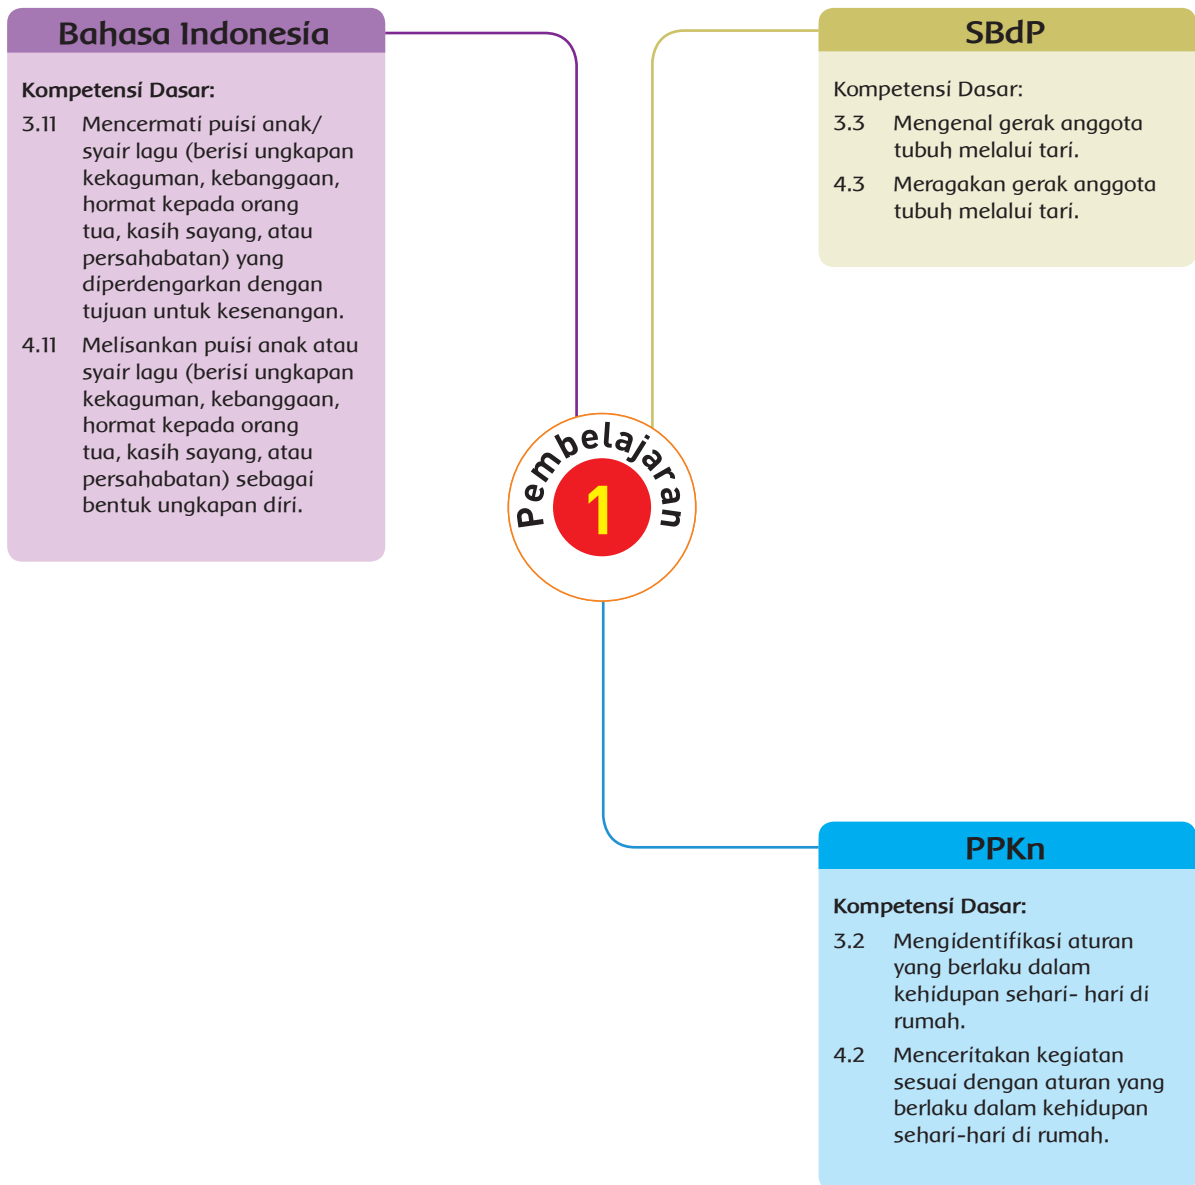 Bahasa Indonesia
Kompetensi Dasar:
3.11 Mencermati puisi anak/
syair lagu (berisi ungkapan
kekaguman, kebanggaan,
hormat kepada orang
tua, kasih sayang, atau
persahabatan) yang
diperdengarkan dengan
tujuan untuk kesenangan.
4.11 Melisankan puisi anak atau
syair lagu (berisi ungkapan
kekaguman, kebanggaan,
hormat kepada orang
tua, kasih sayang, atau
persahabatan) sebagai
bentuk ungkapan diri.
SBdP
Kompetensi Dasar:
3.3 Mengenal gerak anggota
tubuh melalui tari.
4.3 Meragakan gerak anggota
tubuh melalui tari.
Pembelajaran
1
PPKn
Kompetensi Dasar:
3.2 Mengidentifikasi aturan
yang berlaku dalam
kehidupan sehari- hari di
rumah.
4.2 Menceritakan kegiatan
sesuai dengan aturan yang
berlaku dalam kehidupan
sehari-hari di rumah.